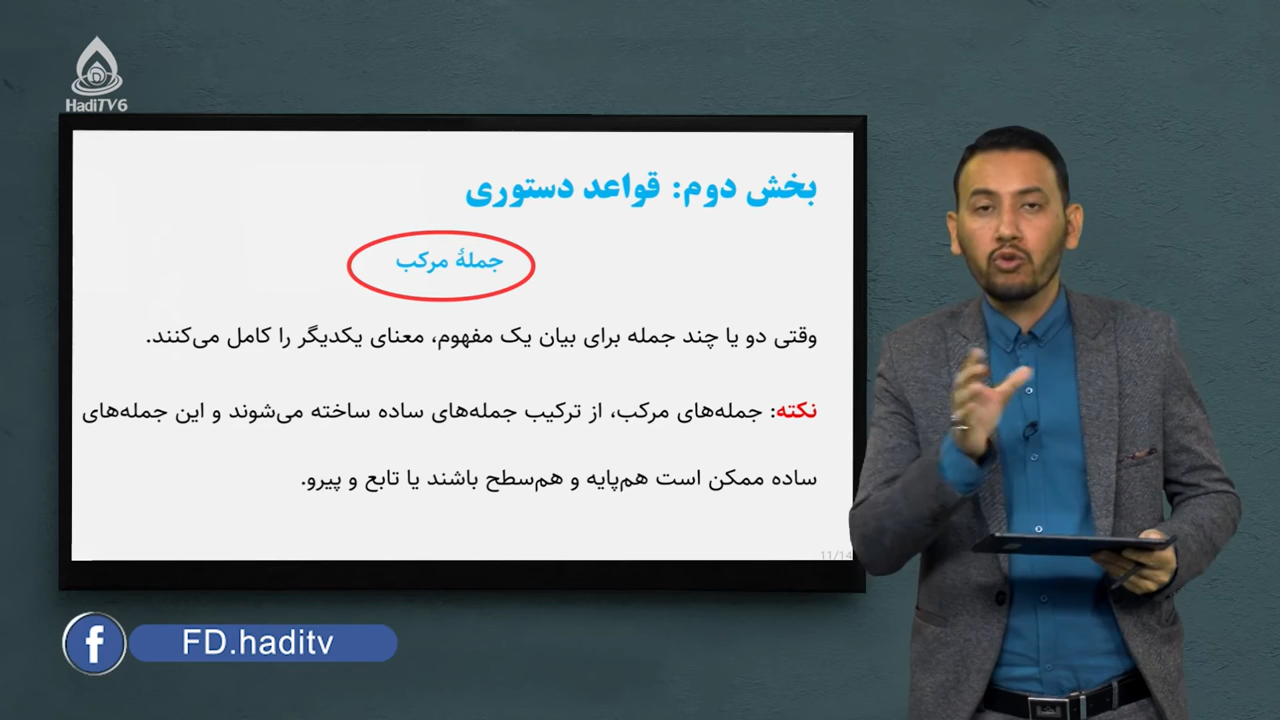 HadiTV6
بخش دوم: قواعد دستوری
جملهٔ مرکب
وقتی دو یا چند جمله برای بیان یک مفهوم، معنای یکدیگر را کامل می‌کنند.
نکته: جمله‌های مرکب، از ترکیب جمله‌های ساده ساخته می‌شوند و این جمله‌های
ساده ممکن است هم‌پایه و هم‌سطح باشند یا تابع و پیرو.
11/14
f FD.haditv